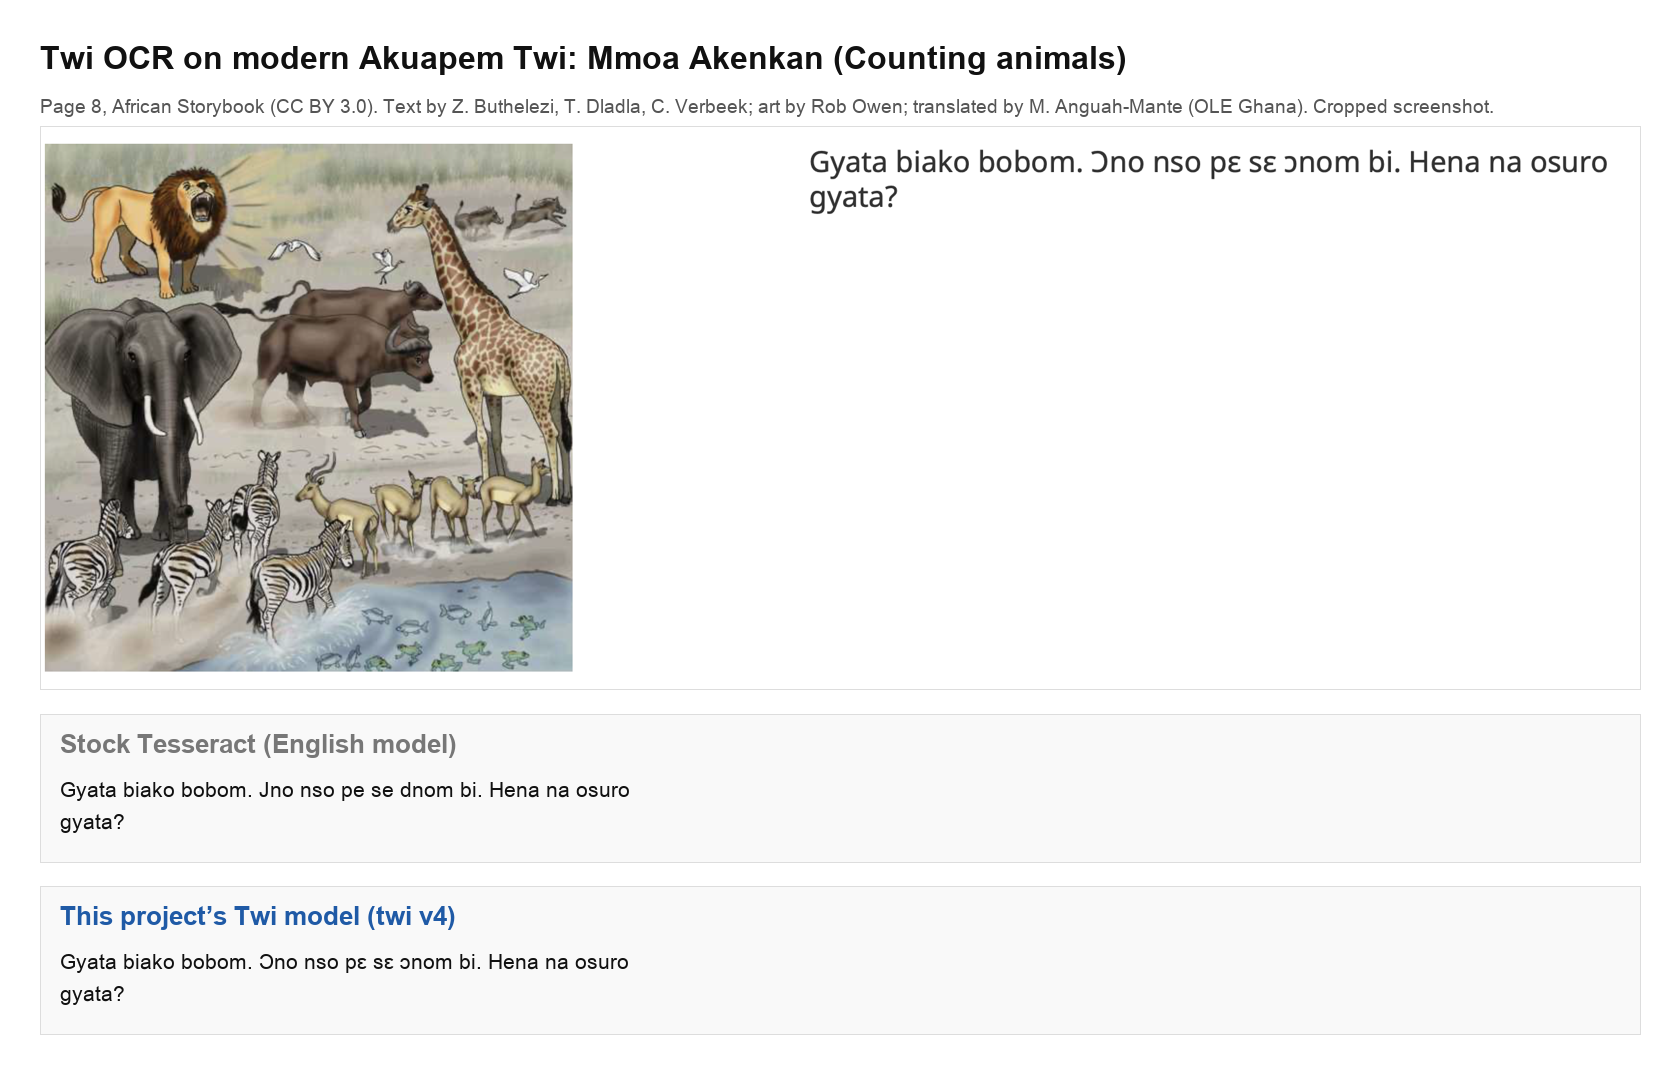 Twi OCR on modern Akuapem Twi: Mmoa Akenkan (Counting animals)
Page 8, African Storybook (CC BY 3.0). Text by Z. Buthelezi, T. Dladla, C. Verbeek; art by Rob Owen; translated by M. Anguah-Mante (OLE Ghana). Cropped screenshot.
Gyata biako bobom. Ɔno nso pɛ sɛ ɔnom bi. Hena na osuro
gyata?
Stock Tesseract (English model)
Gyata biako bobom. Jno nso pe se dnom bi. Hena na osuro
gyata?
This project’s Twi model (twi v4)
Gyata biako bobom. Ɔno nso pɛ sɛ ɔnom bi. Hena na osuro
gyata?